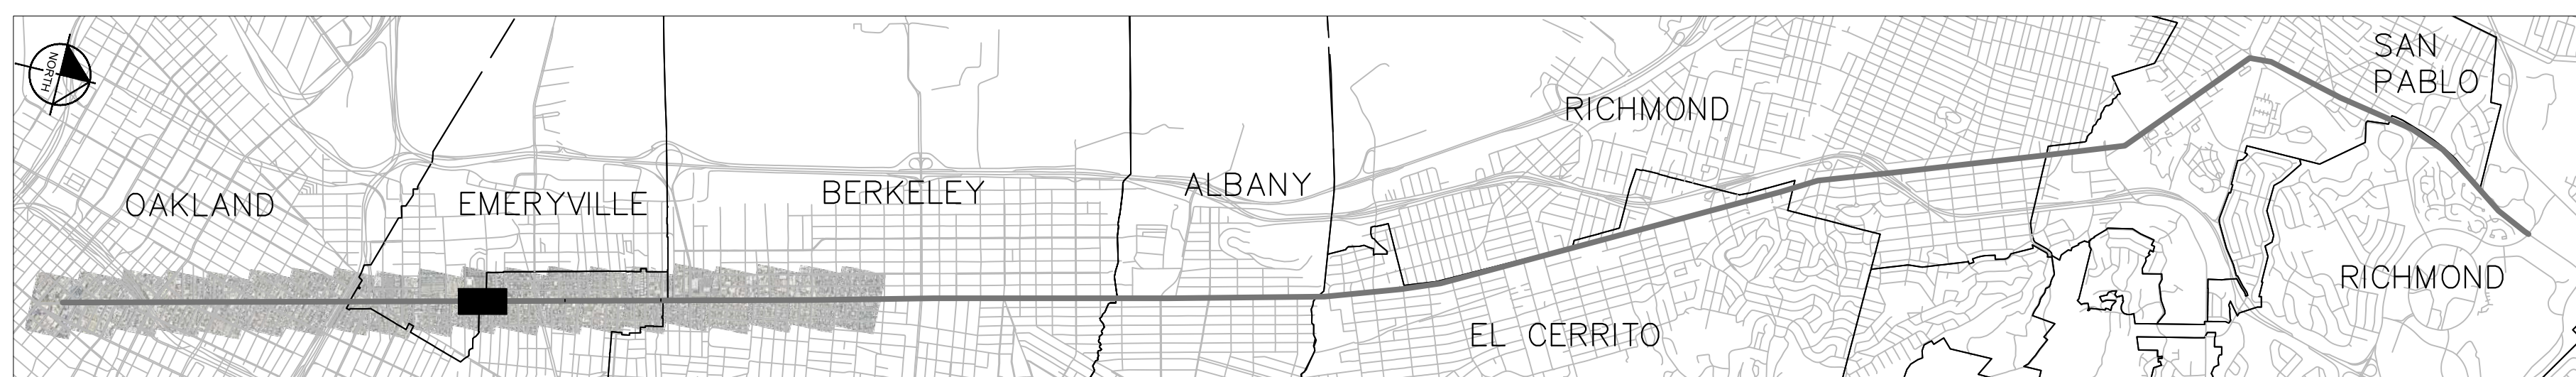 NORTH
OAKLAND
EMERYVILLE
BERKELEY
ALBANY
RICHMOND
EL CERRITO
SAN
PABLO
RICHMOND